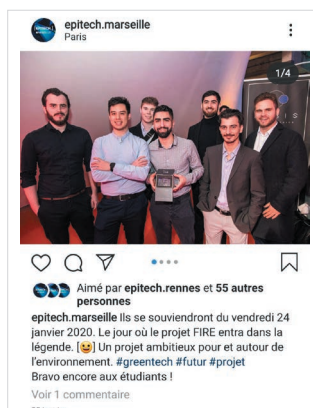 epitech.marseille
Paris
1/4
Aimé par epitech.rennes et 55 autres
personnes
epitech.marseille Ils se souviendront du vendredi 24
janvier 2020. Le jour où le projet FIRE entra dans la
légende. [😅] Un projet ambitieux pour et autour de
l'environnement. #greentech #futur #projet
Bravo encore aux étudiants !
Voir 1 commentaire